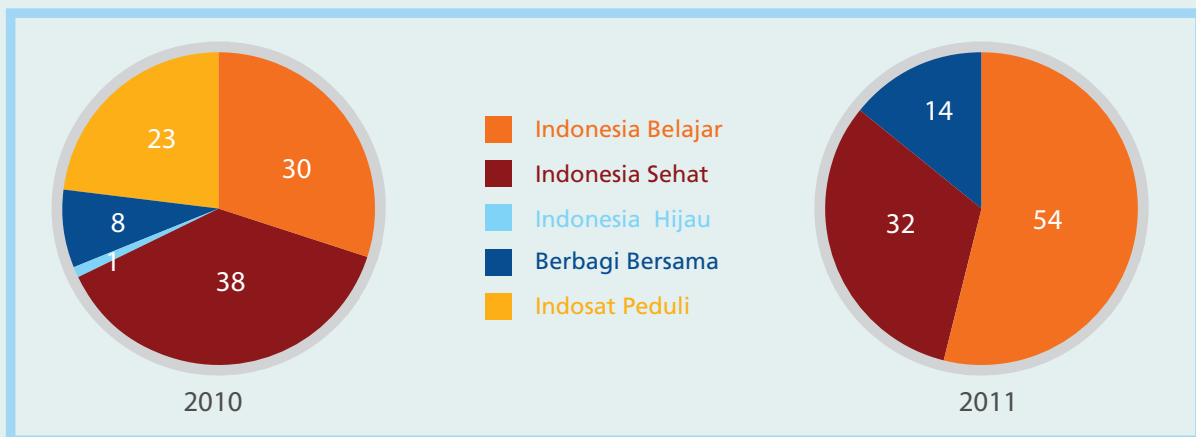 23
30
8
1
38
2010
Indonesia Belajar
Indonesia Sehat
Indonesia Hijau
Berbagi Bersama
Indosat Peduli
14
32
54
2011